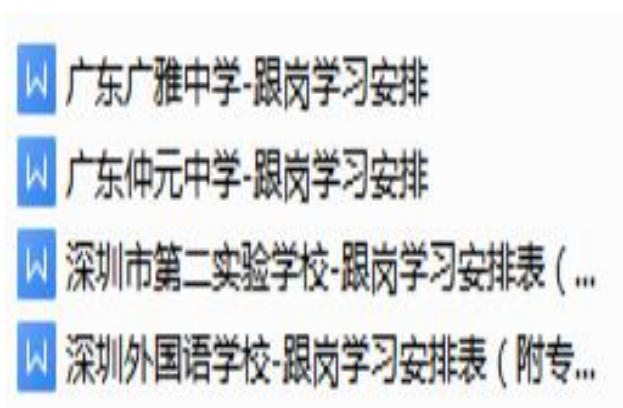 广东广雅中学-跟岗学习安排
广东仲元中学-跟岗学习安排
深圳市第二实验学校-跟岗学习安排表（...
深圳外国语学校-跟岗学习安排表（附专...